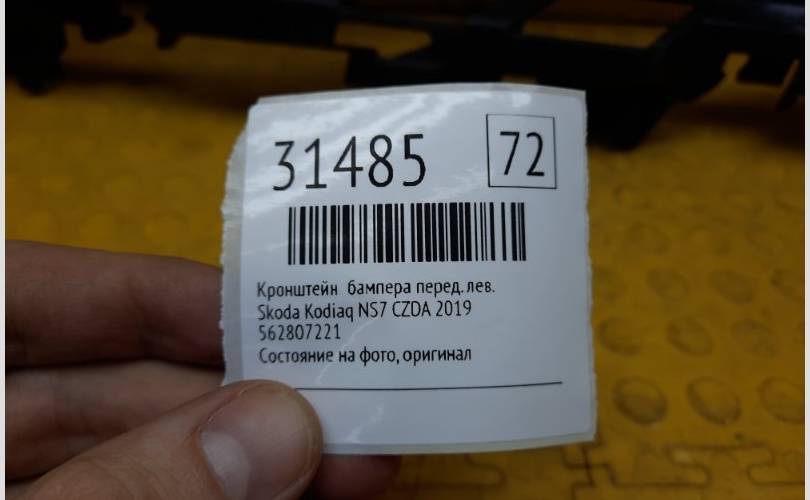 31485 72
Кронштейн бампера перед. лев.
Skoda Kodiaq NS7 CZDA 2019
562807221
Состояние на фото, оригинал